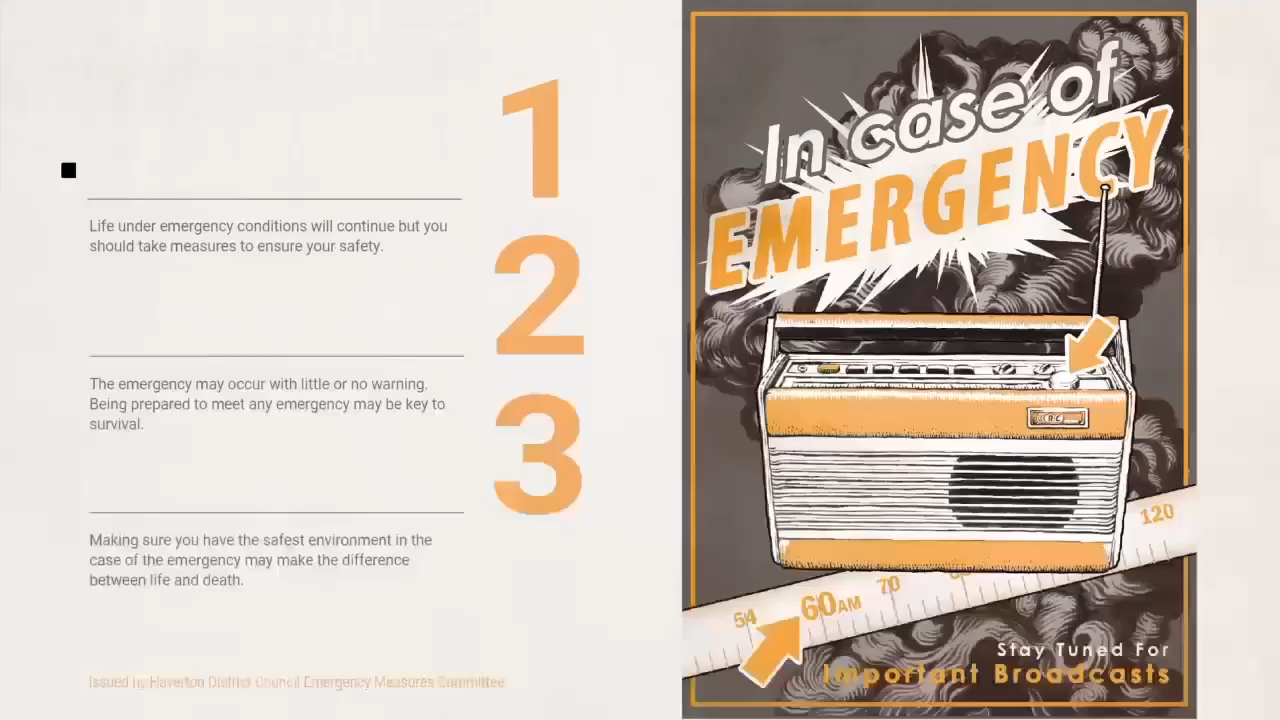 1
Life under emergency conditions will continue but you
should take measures to ensure your safety.
2
The emergency may occur with little or no warning.
Being prepared to meet any emergency may be key to
survival.
3
Making sure you have the safest environment in the
case of the emergency may make the difference
between life and death.
Issued by Haverton District Council Emergency Measures Committee
In case of
EMERGENCY
120
54 60AM 70
Stay Tuned For
Important Broadcasts